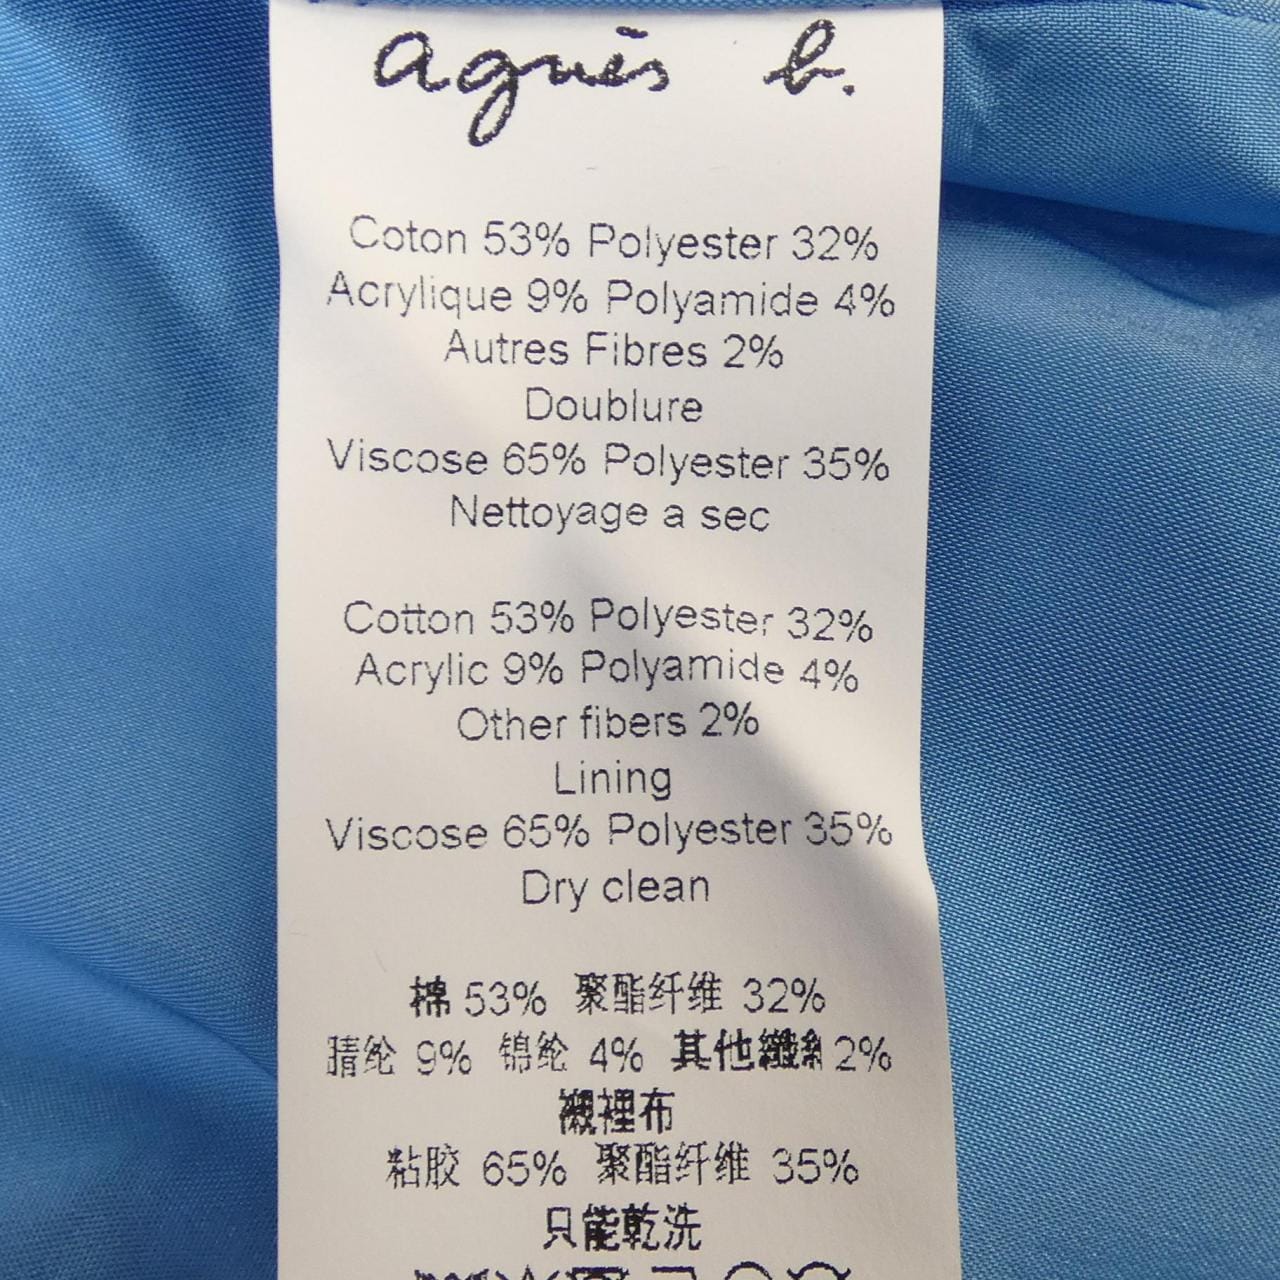 agnès b.
Coton 53% Polyester 32%
Acrylique 9% Polyamide 4%
Autres Fibres 2%
Doublure
Viscose 65% Polyester 35%
Nettoyage a sec
Cotton 53% Polyester 32%
Acrylic 9% Polyamide 4%
Other fibers 2%
Lining
Viscose 65% Polyester 35%
Dry clean
棉 53% 聚酯纤维 32%
腈纶 9% 锦纶 4% 其他纖維 2%
襯裡布
粘胶 65% 聚酯纤维 35%
只能乾洗